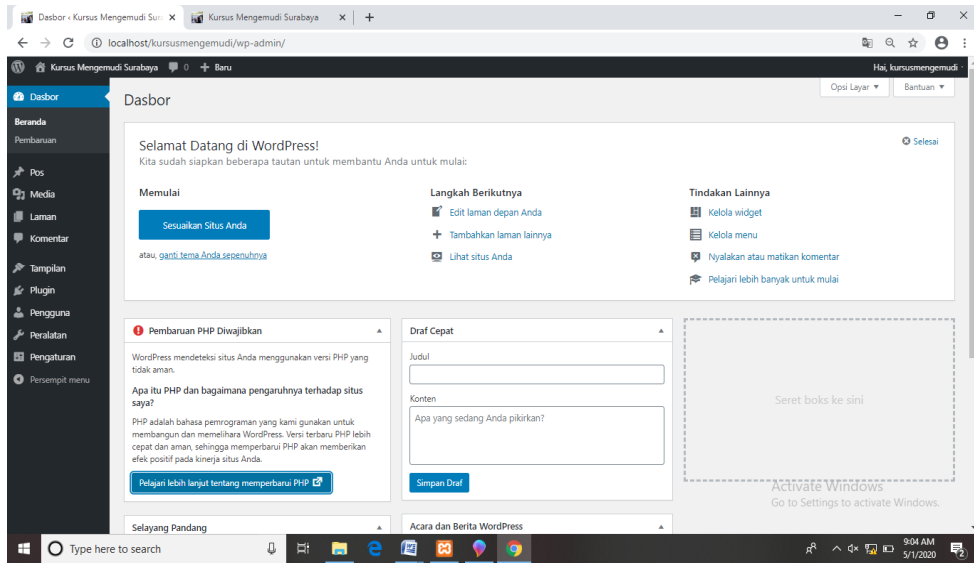 Dasbor ‹ Kursus Mengemudi Sura
Kursus Mengemudi Surabaya
localhost/kursusmengemudi/wp-admin/
Kursus Mengemudi Surabaya 0 + Baru
Hai, kursusmengemudi
Dasbor
Beranda
Pembaruan
Pos
Media
Laman
Komentar
Tampilan
Plugin
Pengguna
Peralatan
Pengaturan
Persempit menu
Dasbor
Opsi Layar
Bantuan
Selamat Datang di WordPress!
Kita sudah siapkan beberapa tautan untuk membantu Anda untuk mulai:
Selesai
Memulai
Sesuaikan Situs Anda
atau, ganti tema Anda sepenuhnya
Langkah Berikutnya
Edit laman depan Anda
Tambahkan laman lainnya
Lihat situs Anda
Tindakan Lainnya
Kelola widget
Kelola menu
Nyalakan atau matikan komentar
Pelajari lebih banyak untuk mulai
Pembaruan PHP Diwajibkan
WordPress mendeteksi situs Anda menggunakan versi PHP yang
tidak aman.
Apa itu PHP dan bagaimana pengaruhnya terhadap situs
saya?
PHP adalah bahasa pemrograman yang kami gunakan untuk
membangun dan memelihara WordPress. Versi terbaru PHP lebih
cepat dan aman, sehingga memperbarui PHP akan memberikan
efek positif pada kinerja situs Anda.
Pelajari lebih lanjut tentang memperbarui PHP
Selayang Pandang
Draf Cepat
Judul
Konten
Apa yang sedang Anda pikirkan?
Simpan Draf
Acara dan Berita WordPress
Seret boks ke sini
Activate Windows
Go to Settings to activate Windows.
Type here to search
9:04 AM
5/1/2020
2